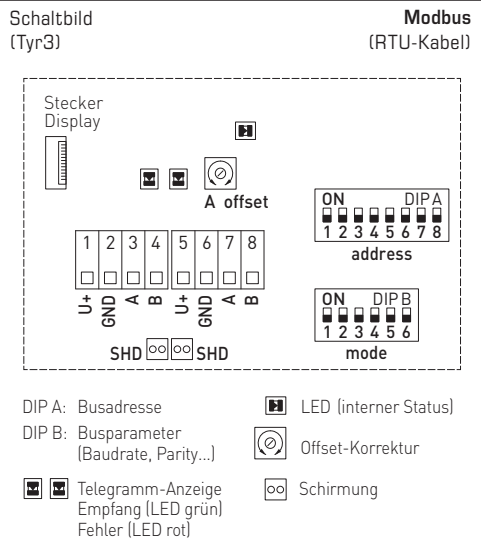 Schaltbild
(Tyr3)
Modbus
(RTU-Kabel)
Stecker
Display
A offset
ON DIP A
1 2 3 4 5 6 7 8
address
1 2 3 4 5 6 7 8
U+ GND A B U+ GND A B
ON DIP B
1 2 3 4 5 6
mode
SHD SHD
DIP A: Busadresse
DIP B: Busparameter
(Baudrate, Parity...)
Telegramm-Anzeige
Empfang (LED grün)
Fehler (LED rot)
LED (interner Status)
Offset-Korrektur
Schirmung